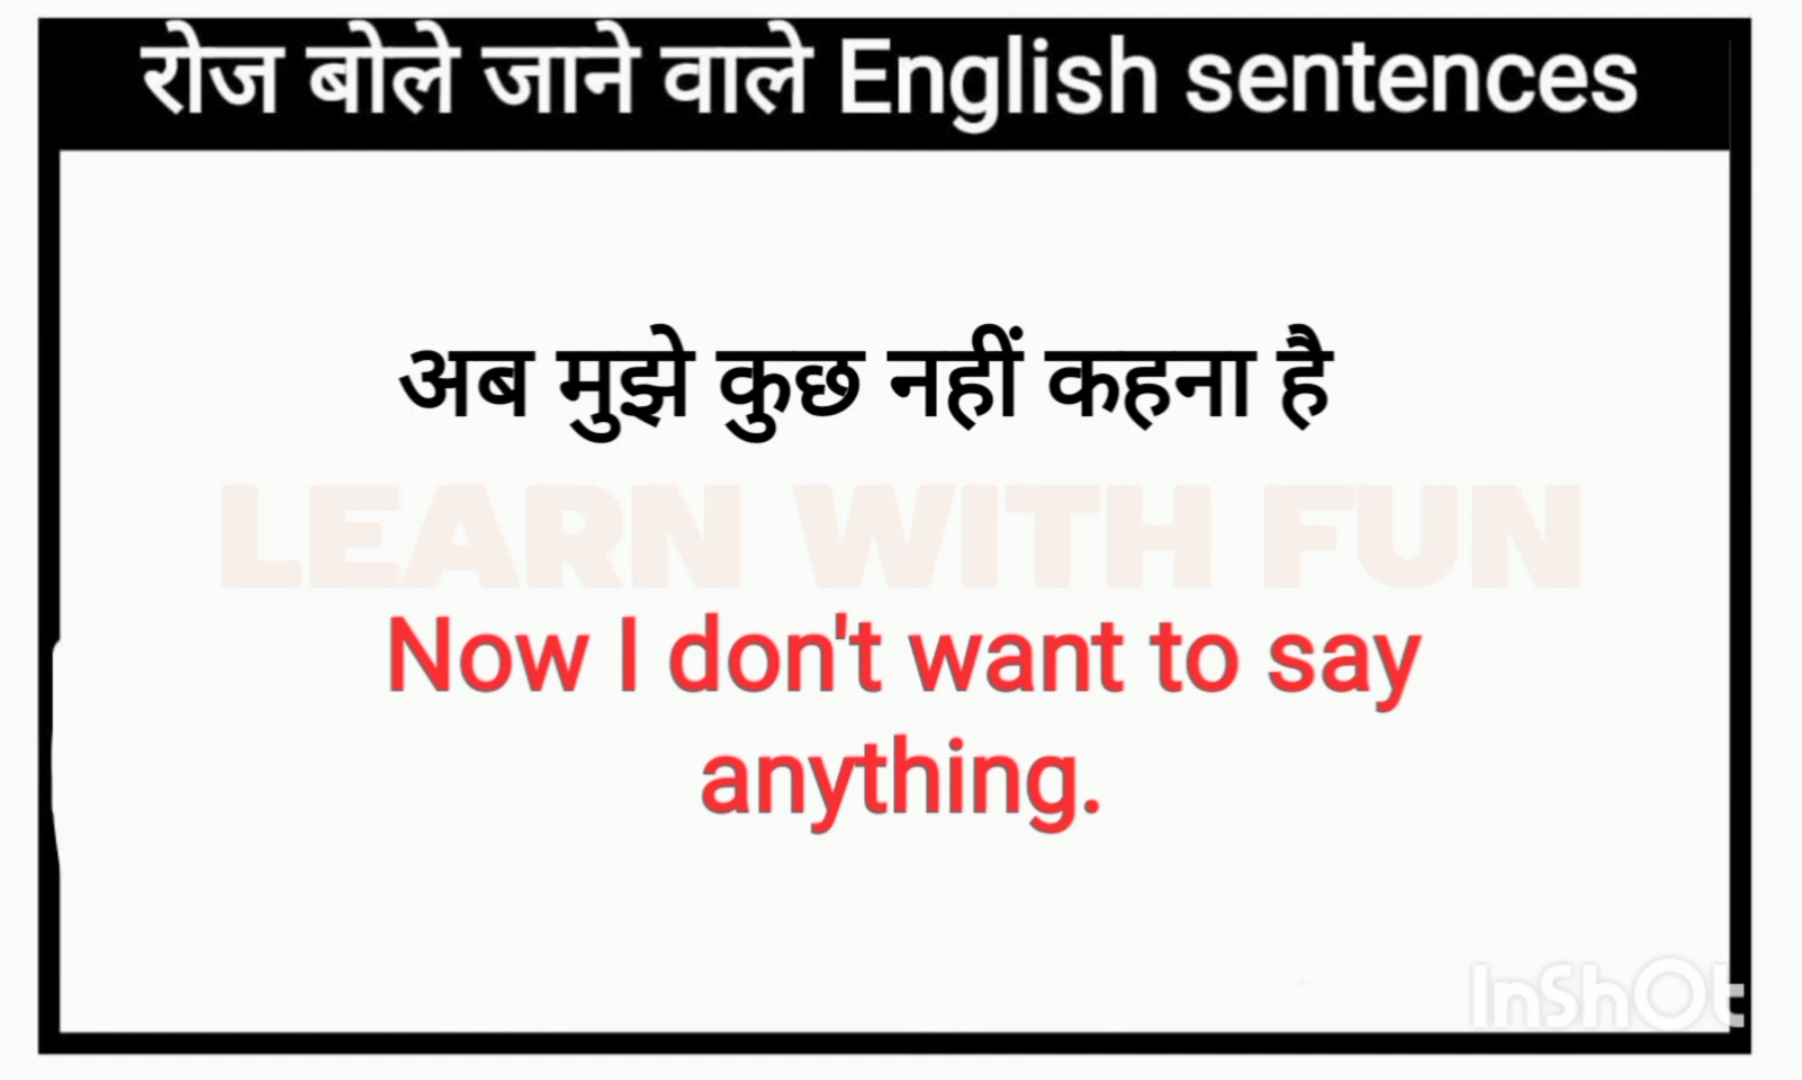 रोज बोले जाने वाले English sentences
अब मुझे कुछ नहीं कहना है
LEARN WITH FUN
Now I don't want to say
anything.
InShOt